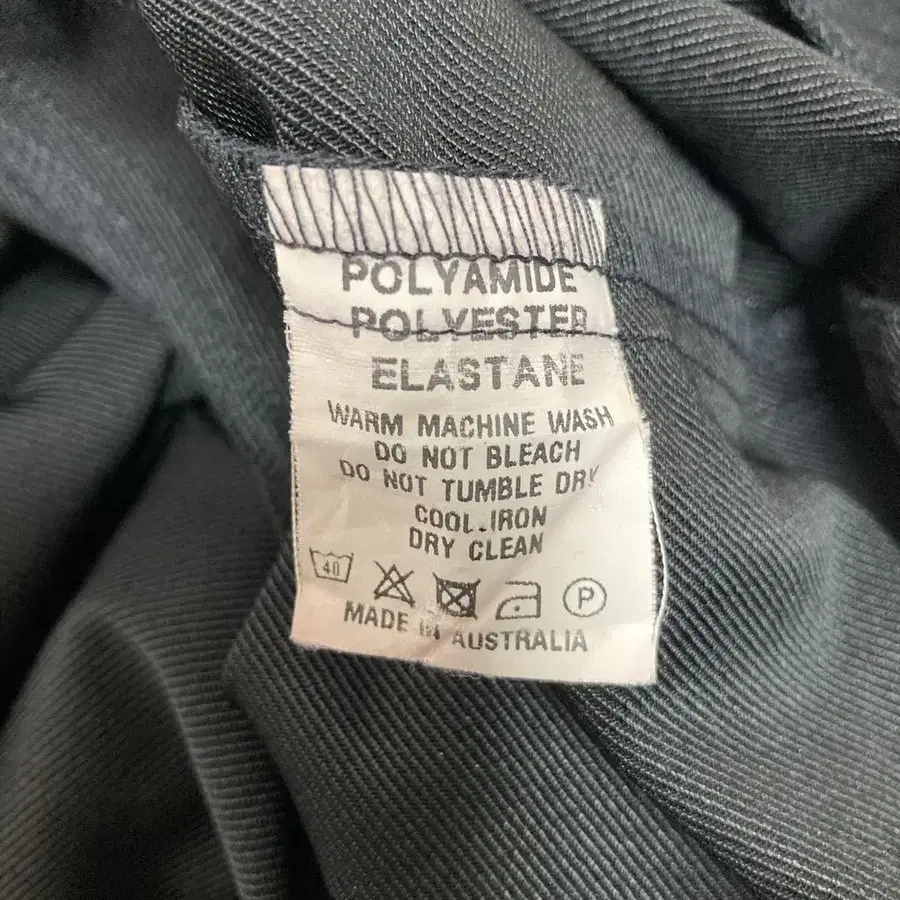 POLYAMIDE
POLYESTER
ELASTANE
WARM MACHINE WASH
DO NOT BLEACH
DO NOT TUMBLE DRY
COOL IRON
DRY CLEAN
40
P
MADE IN AUSTRALIA